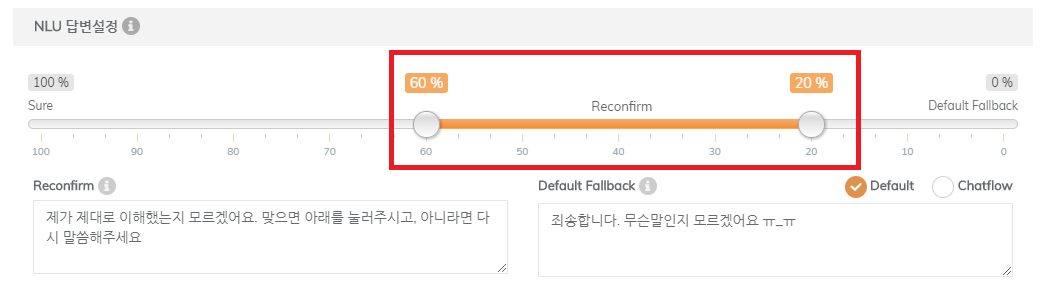 NLU 답변설정
100 % 60 % 20 % 0 %
Sure Reconfirm Default Fallback
100 90 80 70 60 50 40 30 20 10 0
Reconfirm Default Fallback Default Chatflow
제가 제대로 이해했는지 모르겠어요. 맞으면 아래를 눌러주시고, 아니라면 다
시 말씀해주세요
죄송합니다. 무슨말인지 모르겠어요 ㅠ_ㅠ